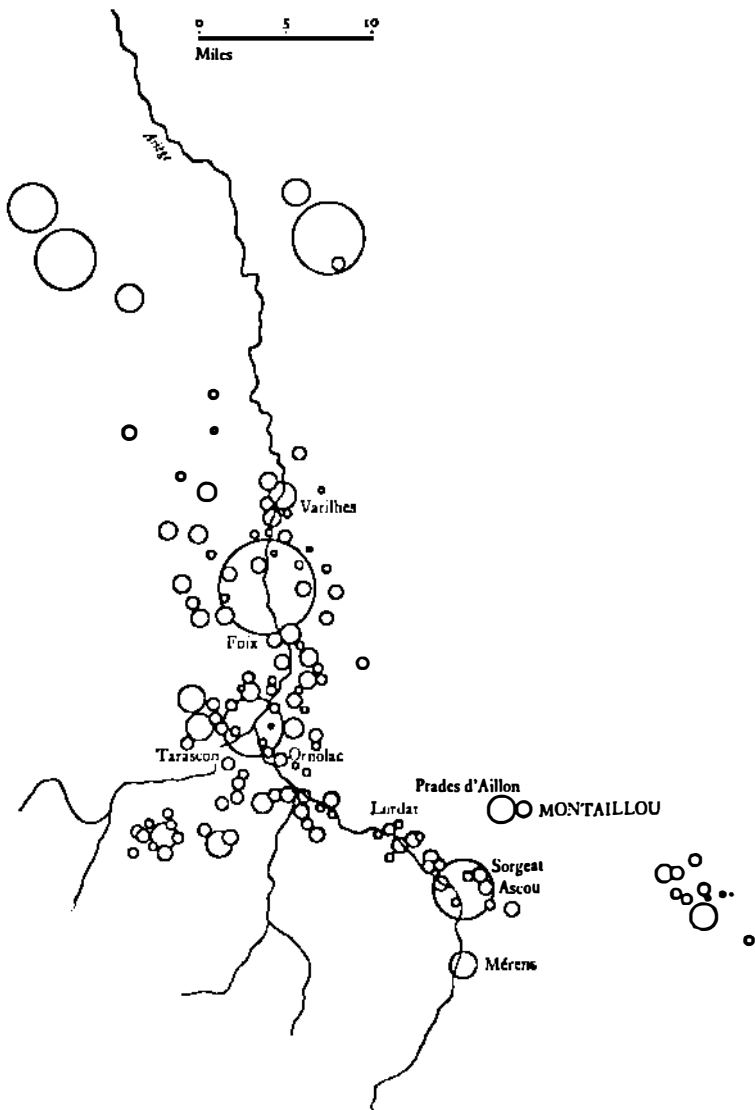 0 5 10
Miles
Ariège
Varilhes
Foix
Tarascon
Ornolac
Prades d'Aillon
MONTAILLOU
Lordat
Sorgeat
Ascou
Mérens